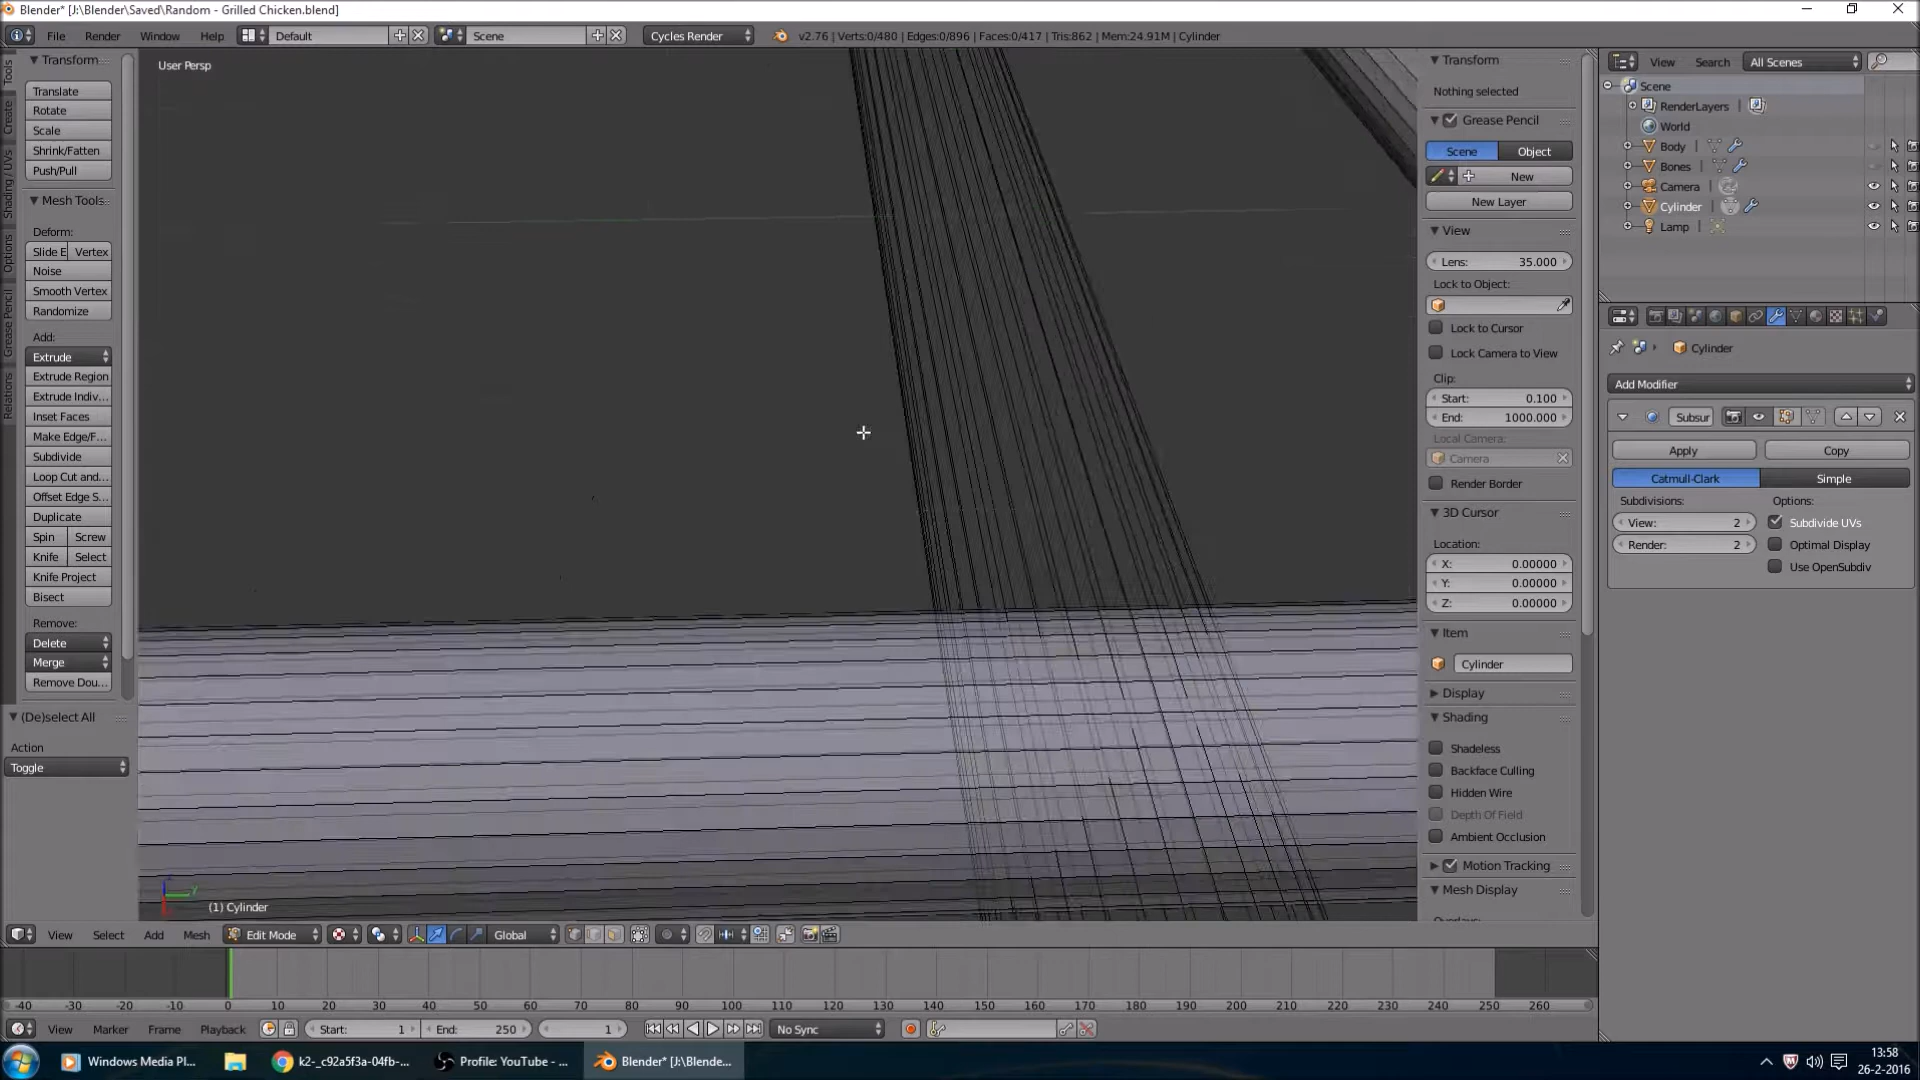 Blender* [J:\Blender\Saved\Random - Grilled Chicken.blend]
File Render Window Help Default Scene Cycles Render v2.76 | Verts:0/480 | Edges:0/896 | Faces:0/417 | Tris:862 | Mem:24.91M | Cylinder
Tools
Create
Shading / UVs
Options
Grease Pencil
Relations
Transform
Translate
Rotate
Scale
Shrink/Fatten
Push/Pull
Mesh Tools
Deform:
Slide E Vertex
Noise
Smooth Vertex
Randomize
Add:
Extrude
Extrude Region
Extrude Indiv...
Inset Faces
Make Edge/F...
Subdivide
Loop Cut and...
Offset Edge S...
Duplicate
Spin Screw
Knife Select
Knife Project
Bisect
Remove:
Delete
Merge
Remove Dou...
(De)select All
Action
Toggle
User Persp
(1) Cylinder
Transform
Nothing selected
Grease Pencil
Scene Object
New
New Layer
View
Lens: 35.000
Lock to Object:
Lock to Cursor
Lock Camera to View
Clip:
Start: 0.100
End: 1000.000
Local Camera:
Camera
Render Border
3D Cursor
Location:
X: 0.00000
Y: 0.00000
Z: 0.00000
Item
Cylinder
Display
Shading
Shadeless
Backface Culling
Hidden Wire
Depth Of Field
Ambient Occlusion
Motion Tracking
Mesh Display
View Search All Scenes
Scene
RenderLayers
World
Body
Bones
Camera
Cylinder
Lamp
Cylinder
Add Modifier
Subsur
Apply Copy
Catmull-Clark Simple
Subdivisions: Options:
View: 2 Subdivide UVs
Render: 2 Optimal Display
Use OpenSubdiv
View Select Add Mesh Edit Mode Global
-40 -30 -20 -10 0 10 20 30 40 50 60 70 80 90 100 110 120 130 140 150 160 170 180 190 200 210 220 230 240 250 260
View Marker Frame Playback Start: 1 End: 250 1 No Sync
Windows Media Pl... k2-_c92a5f3a-04fb-... Profile: YouTube - ... Blender* [J:\Blende...
13:58
26-2-2016